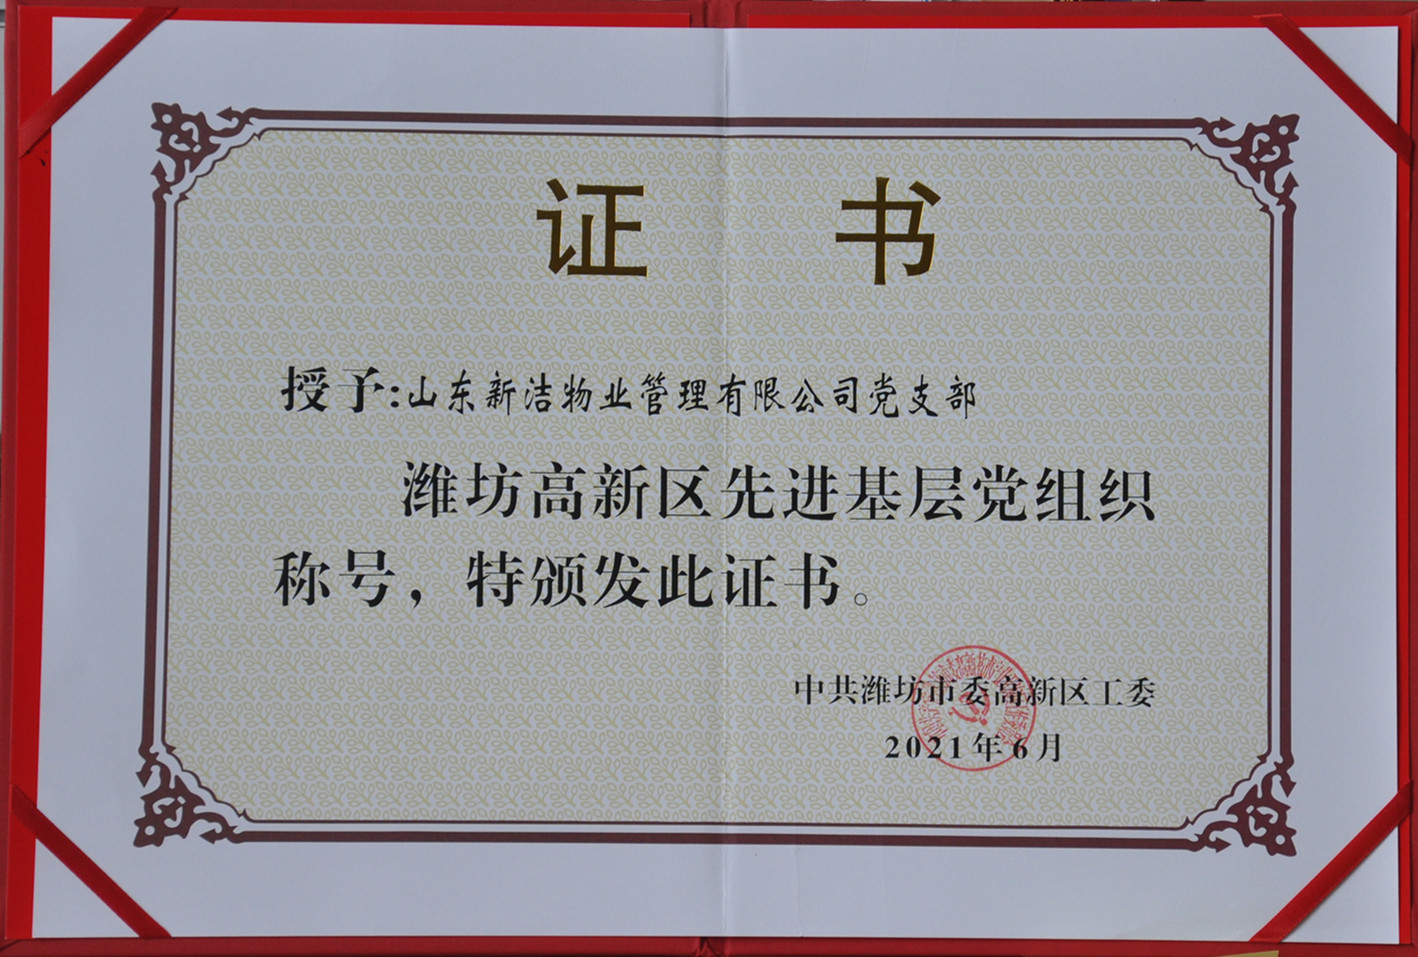 证书
授予:山东新洁物业管理有限公司党支部
潍坊高新区先进基层党组织
称号，特颁发此证书。
中共潍坊市委高新区工委
2021年6月